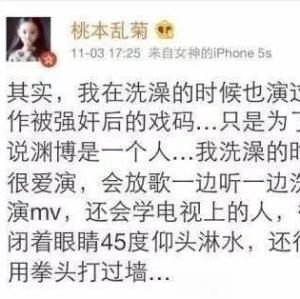 桃本乱菊
11-03 17:25 来自女神的iPhone 5s
其实，我在洗澡的时候也演过
作被强奸后的戏码…只是为了
说渊博是一个人…我洗澡的时
很爱演，会放歌一边听一边洗
演mv，还会学电视上的人，
闭着眼睛45度仰头淋水，还
用拳头打过墙…